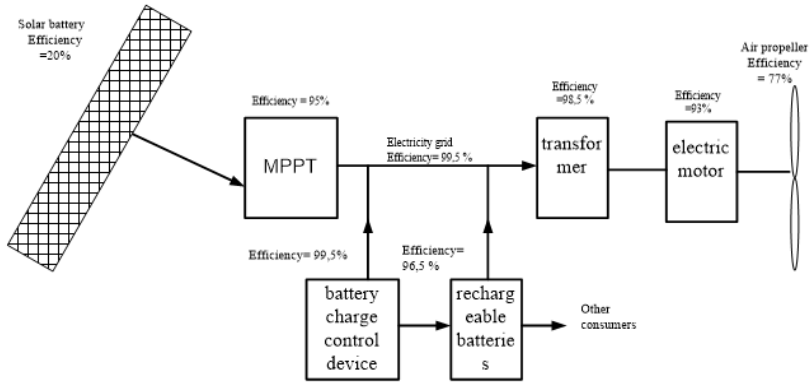 Solar battery
Efficiency
=20%
Air propeller
Efficiency
= 77%
Efficiency = 95%
MPPT
Electricity grid
Efficiency= 99,5 %
Efficiency
=98,5 %
transfor
mer
Efficiency
=93%
electric
motor
Efficiency= 99,5%
battery
charge
control
device
Efficiency=
96,5 %
recharg
eable
batterie
s
Other
consumers